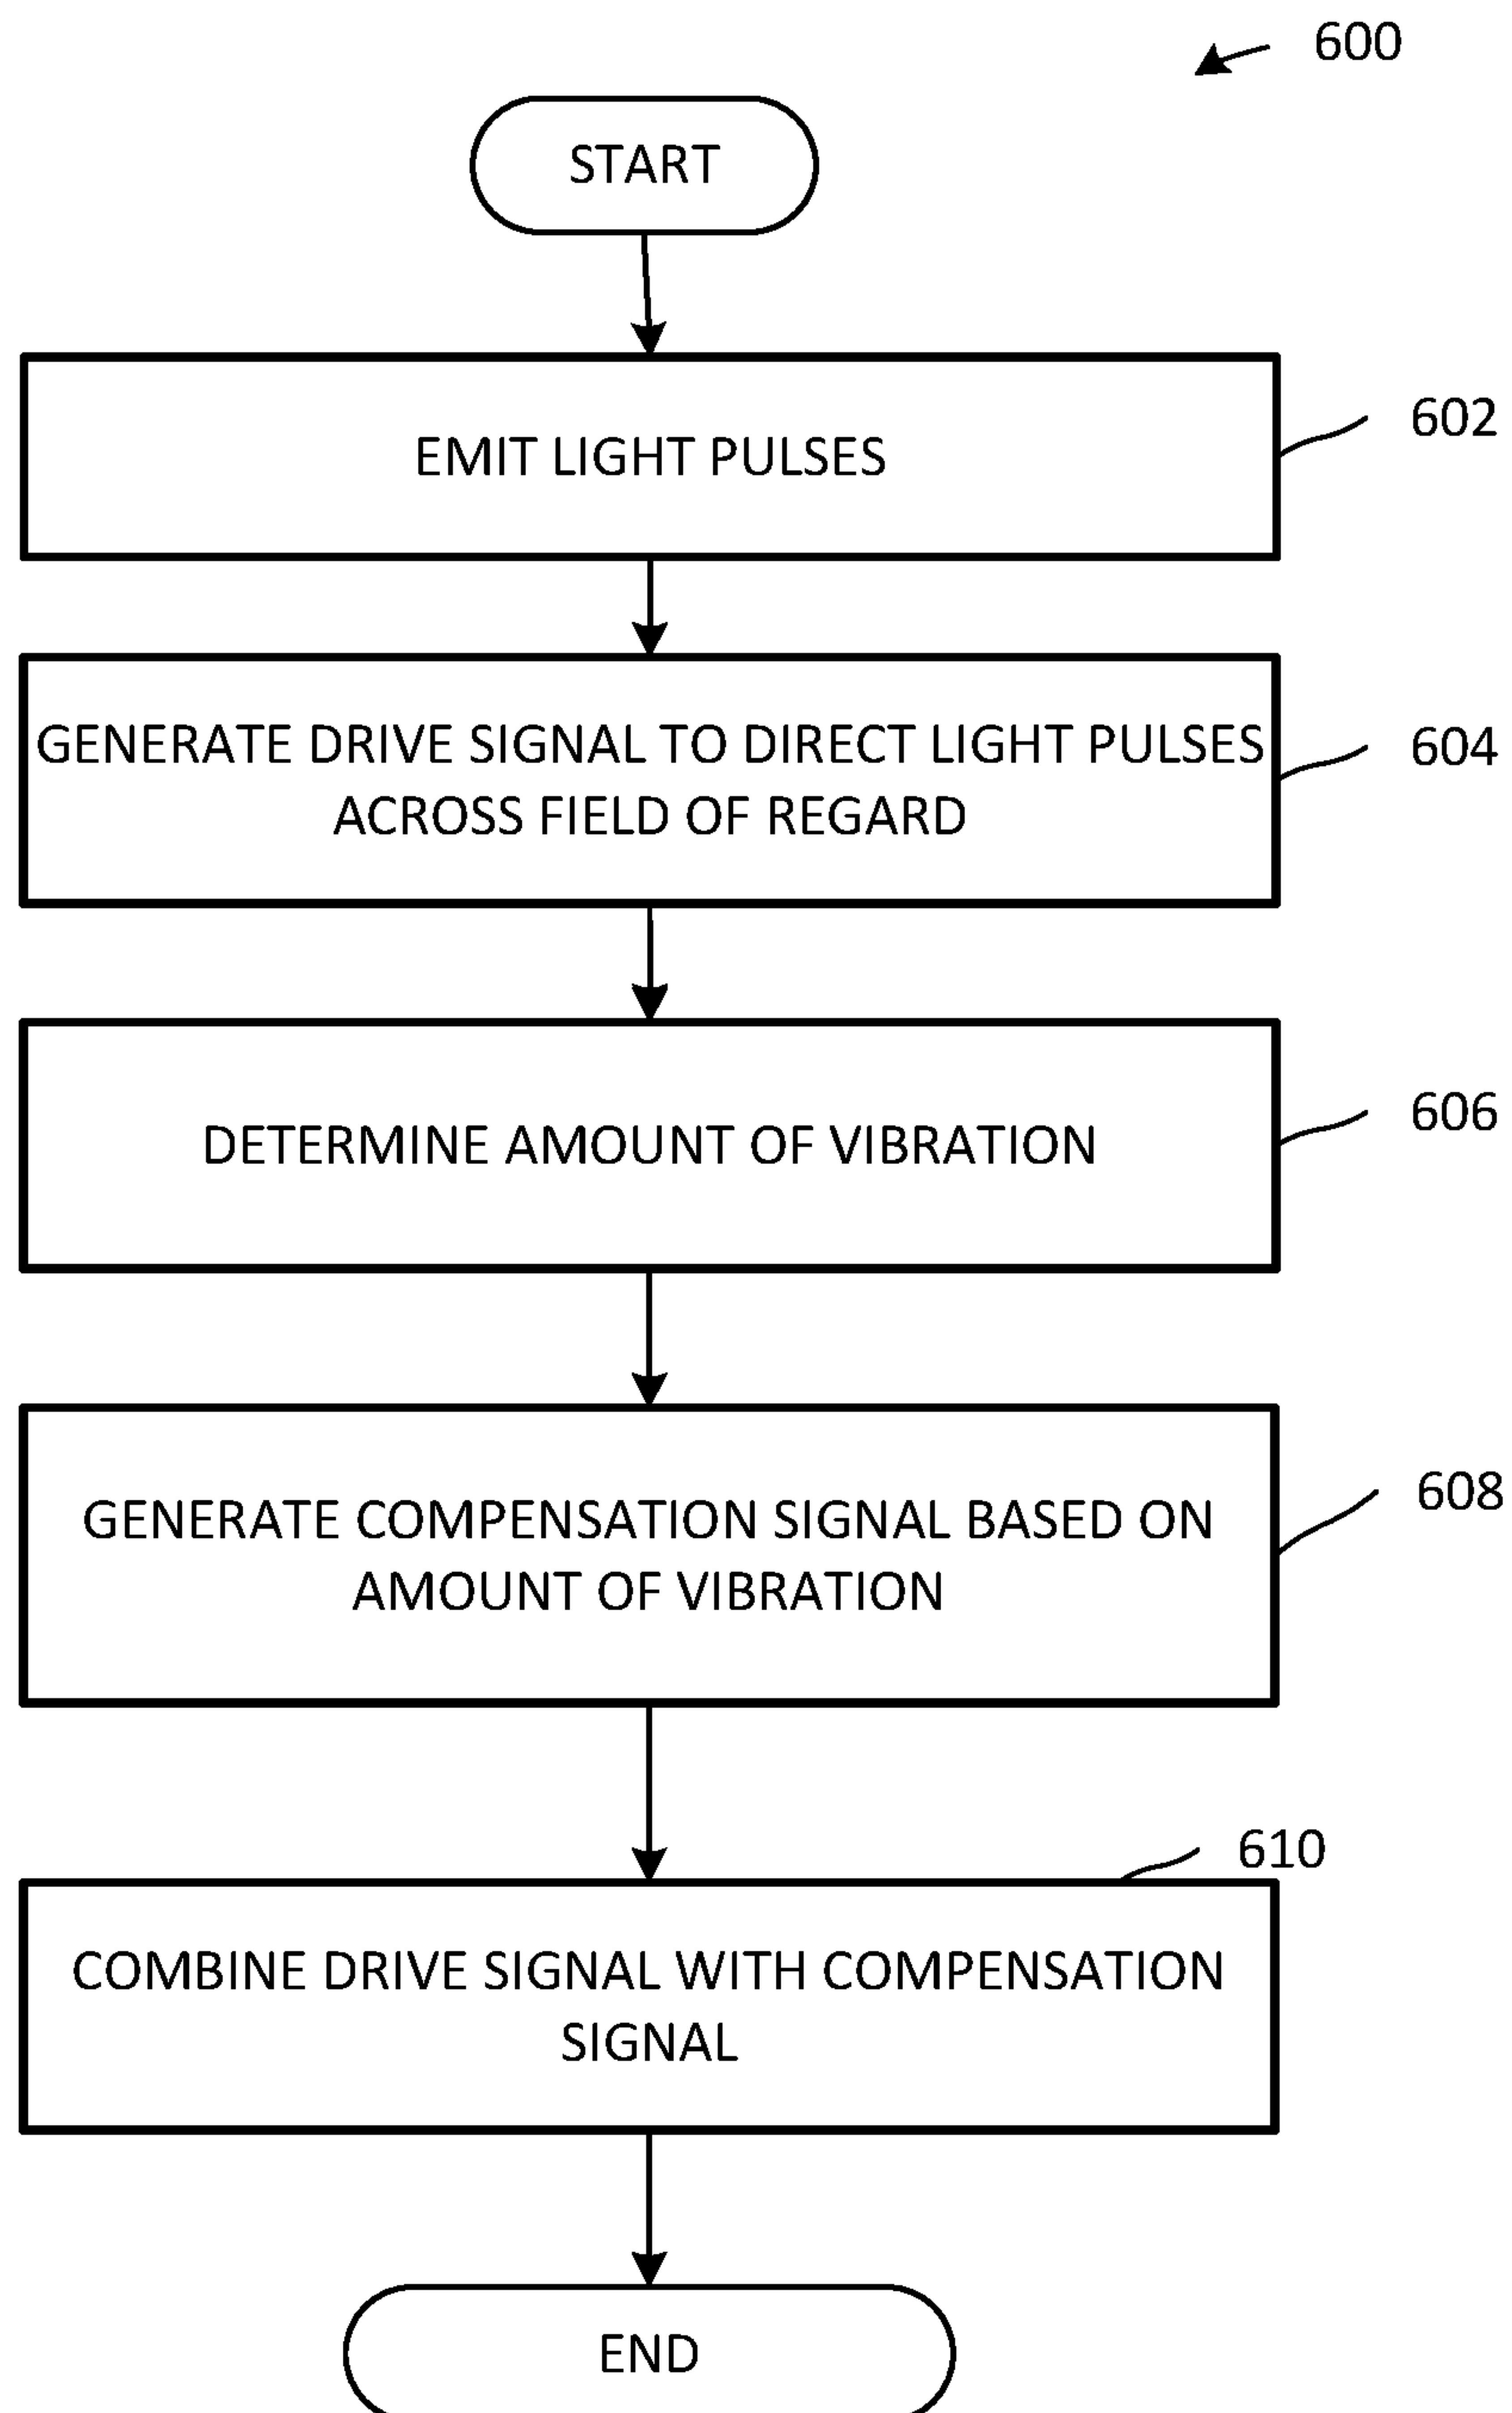 600
START
EMIT LIGHT PULSES
602
GENERATE DRIVE SIGNAL TO DIRECT LIGHT PULSES
ACROSS FIELD OF REGARD
604
DETERMINE AMOUNT OF VIBRATION
606
GENERATE COMPENSATION SIGNAL BASED ON
AMOUNT OF VIBRATION
608
610
COMBINE DRIVE SIGNAL WITH COMPENSATION
SIGNAL
END